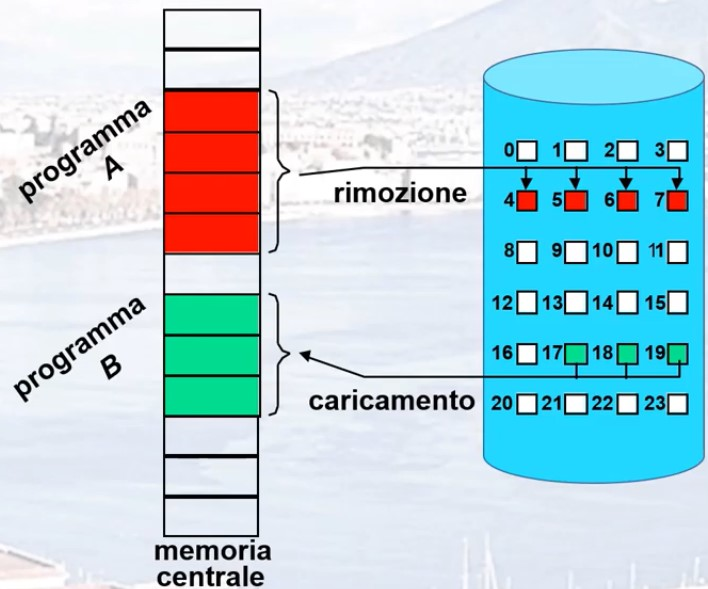 programma
A
rimozione
programma
B
caricamento
memoria
centrale
0 1 2 3
4 5 6 7
8 9 10 11
12 13 14 15
16 17 18 19
20 21 22 23